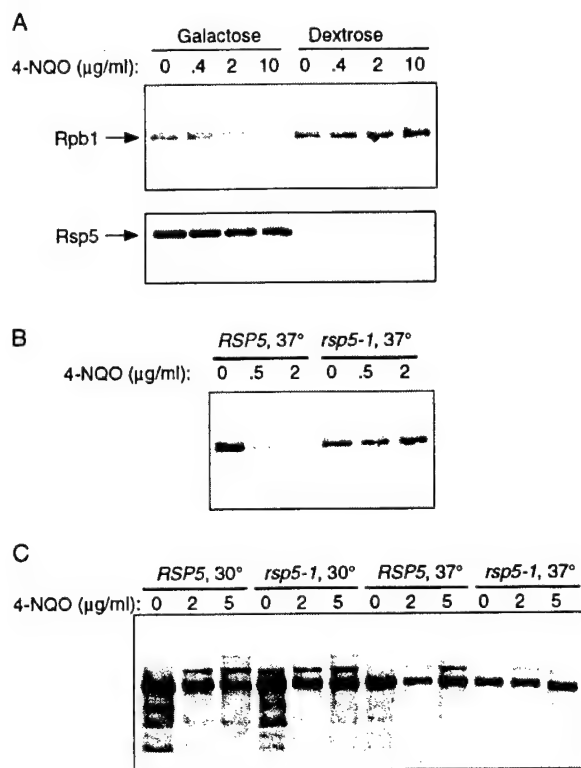 A
Galactose Dextrose
4-NQO (µg/ml): 0 .4 2 10 0 .4 2 10
Rpb1
Rsp5
B
RSP5, 37° rsp5-1, 37°
4-NQO (µg/ml): 0 .5 2 0 .5 2
C
RSP5, 30° rsp5-1, 30° RSP5, 37° rsp5-1, 37°
4-NQO (µg/ml): 0 2 5 0 2 5 0 2 5 0 2 5